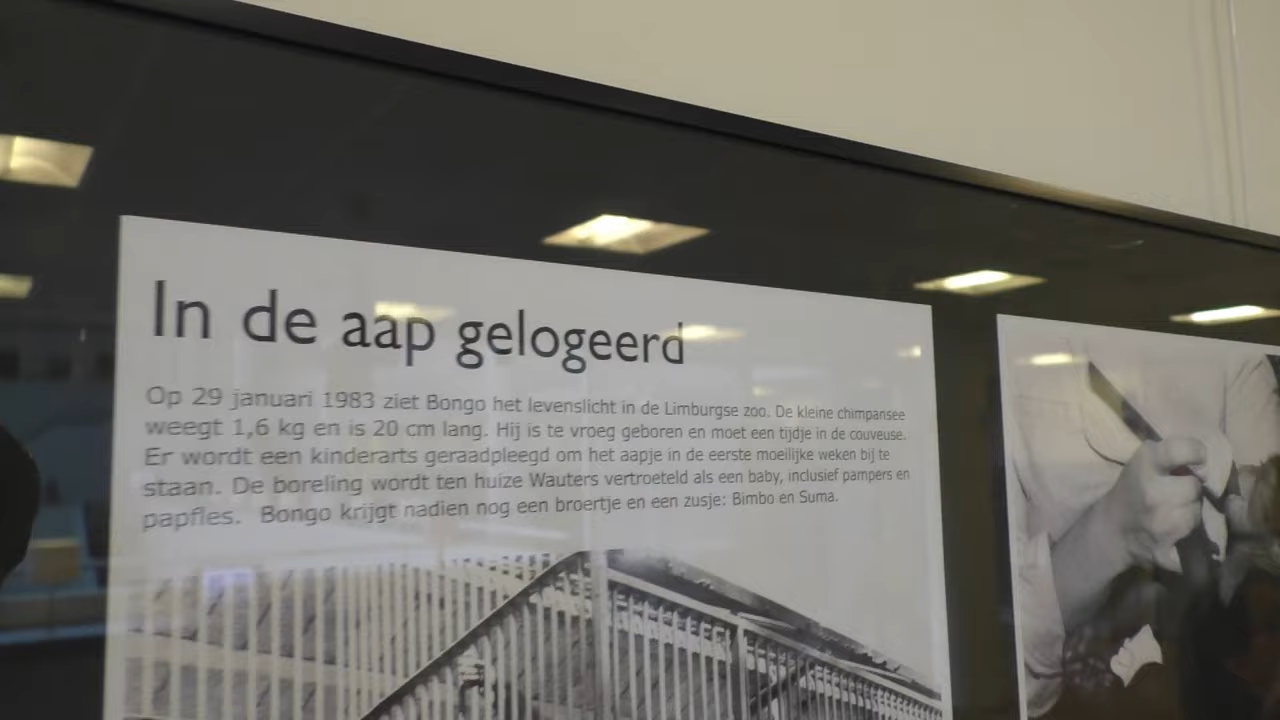 In de aap gelogeerd
Op 29 januari 1983 ziet Bongo het levenslicht in de Limburgse zoo. De kleine chimpansee
weegt 1,6 kg en is 20 cm lang. Hij is te vroeg geboren en moet een tijdje in de couveuse.
Er wordt een kinderarts geraadpleegd om het aapje in de eerste moeilijke weken bij te
staan. De boreling wordt ten huize Wauters vertroeteld als een baby, inclusief pampers en
papfles. Bongo krijgt nadien nog een broertje en een zusje: Bimbo en Suma.